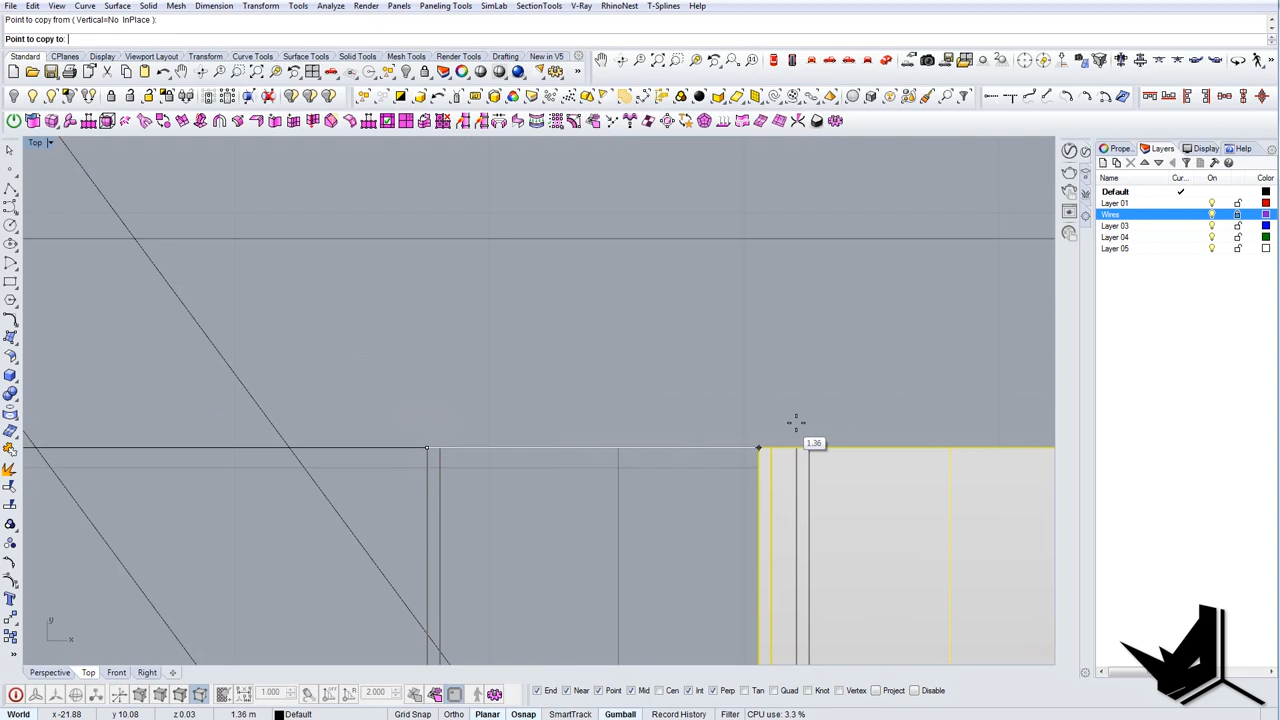 File Edit View Curve Surface Solid Mesh Dimension Transform Tools Analyze Render Panels Paneling Tools SimLab SectionTools V-Ray RhinoNest T-Splines Help
Point to copy from ( Vertical=No InPlace ):
Point to copy to:
Standard CPlanes Display Viewport Layout Transform Curve Tools Surface Tools Solid Tools Mesh Tools Render Tools Drafting New in V5
Top
Prope... Layers Display Help
Name Cur... On Color
Default
Layer 01
Wires
Layer 03
Layer 04
Layer 05
1.36
y
x
Perspective Top Front Right
1.000 2.000 End Near Point Mid Cen Int Perp Tan Quad Knot Vertex Project Disable
World x -21.88 y 10.08 z 0.03 1.36 m Default Grid Snap Ortho Planar Osnap SmartTrack Gumball Record History Filter CPU use: 3.3 %